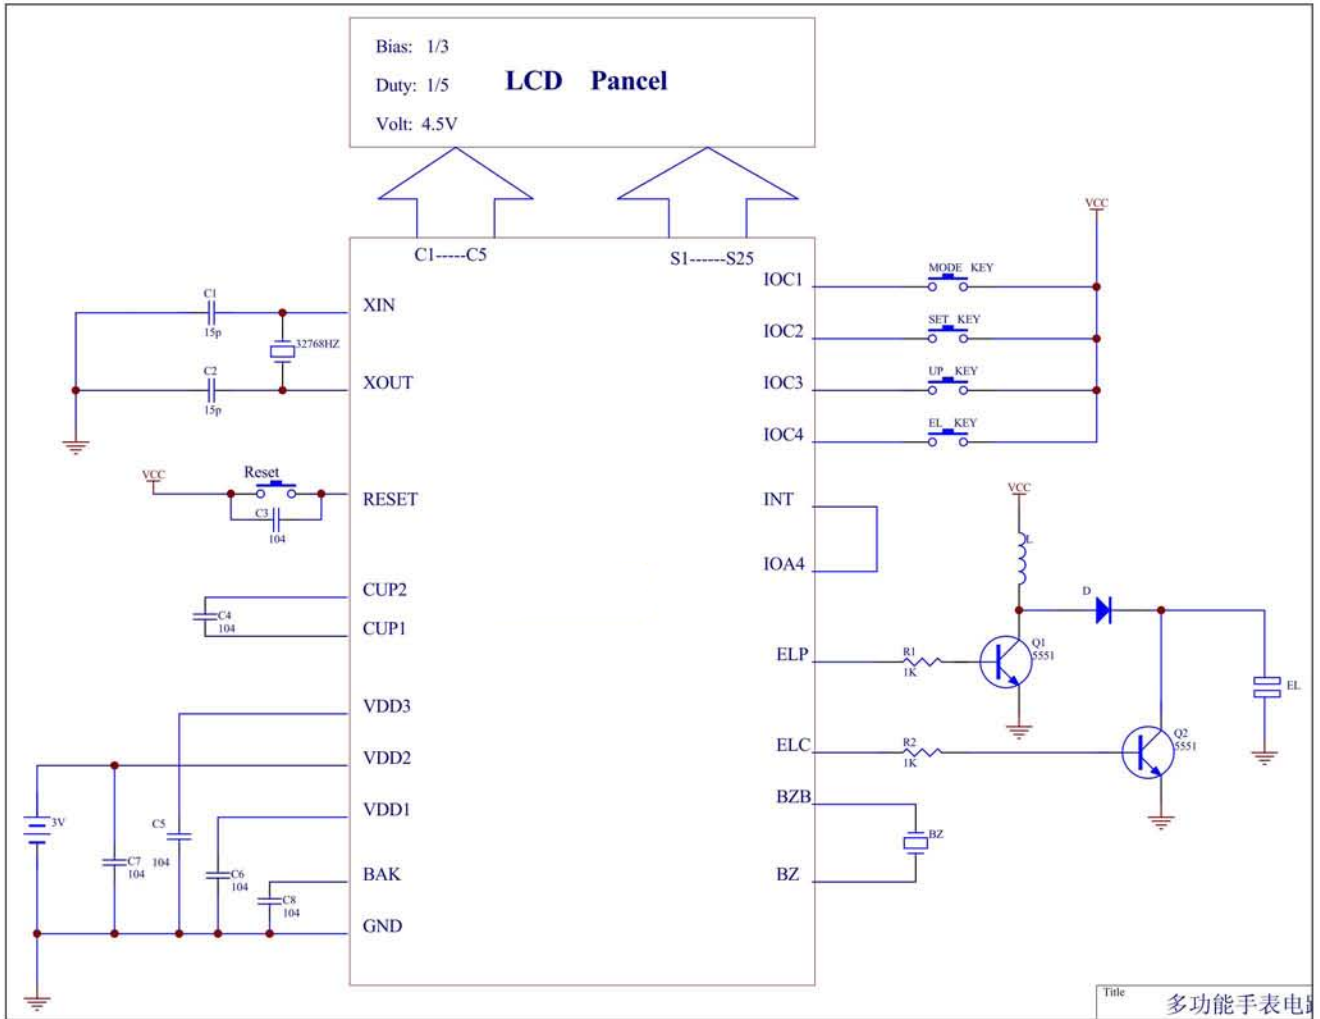 Bias: 1/3
Duty: 1/5
LCD Pancel
Volt: 4.5V
C1-----C5
S1------S25
VCC
XIN
XOUT
RESET
CUP2
CUP1
VDD3
VDD2
VDD1
BAK
GND
IOC1
IOC2
IOC3
IOC4
INT
IOA4
ELP
ELC
BZB
BZ
C1
15p
32768HZ
C2
15p
VCC
Reset
C3
104
C4
104
3V
C5
104
C7
104
C6
104
C8
104
MODE KEY
SET KEY
UP KEY
EL KEY
VCC
L
D
Q1
5551
R1
1K
EL
Q2
5551
R2
1K
BZ
Title
多功能手表电路